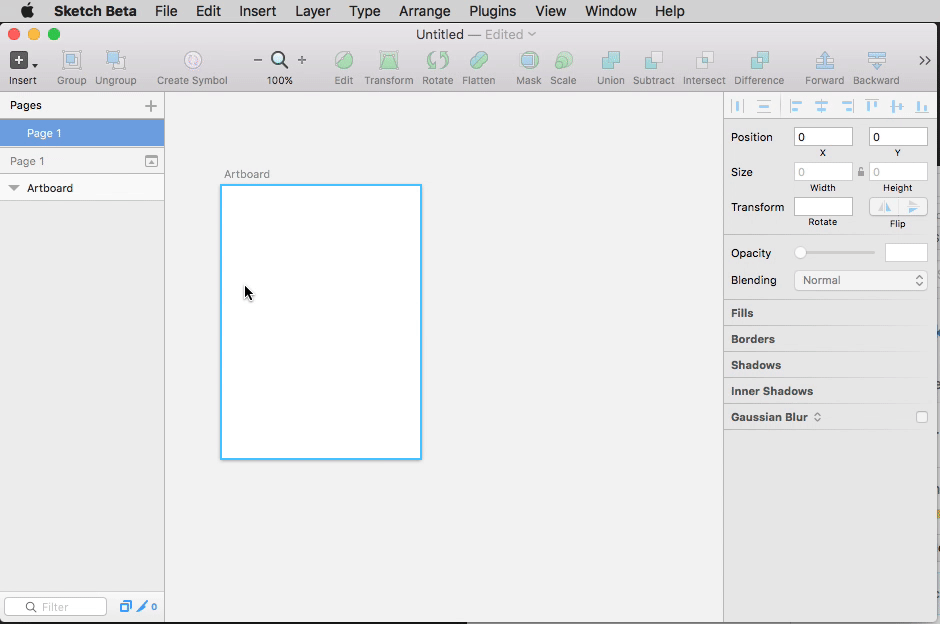 Sketch Beta File Edit Insert Layer Type Arrange Plugins View Window Help
Untitled — Edited
Insert Group Ungroup Create Symbol 100% Edit Transform Rotate Flatten Mask Scale Union Subtract Intersect Difference Forward Backward
Pages
Page 1
Page 1
Artboard
Filter 0
Artboard
Position 0 0
X Y
Size 0 0
Width Height
Transform
Rotate Flip
Opacity
Blending Normal
Fills
Borders
Shadows
Inner Shadows
Gaussian Blur